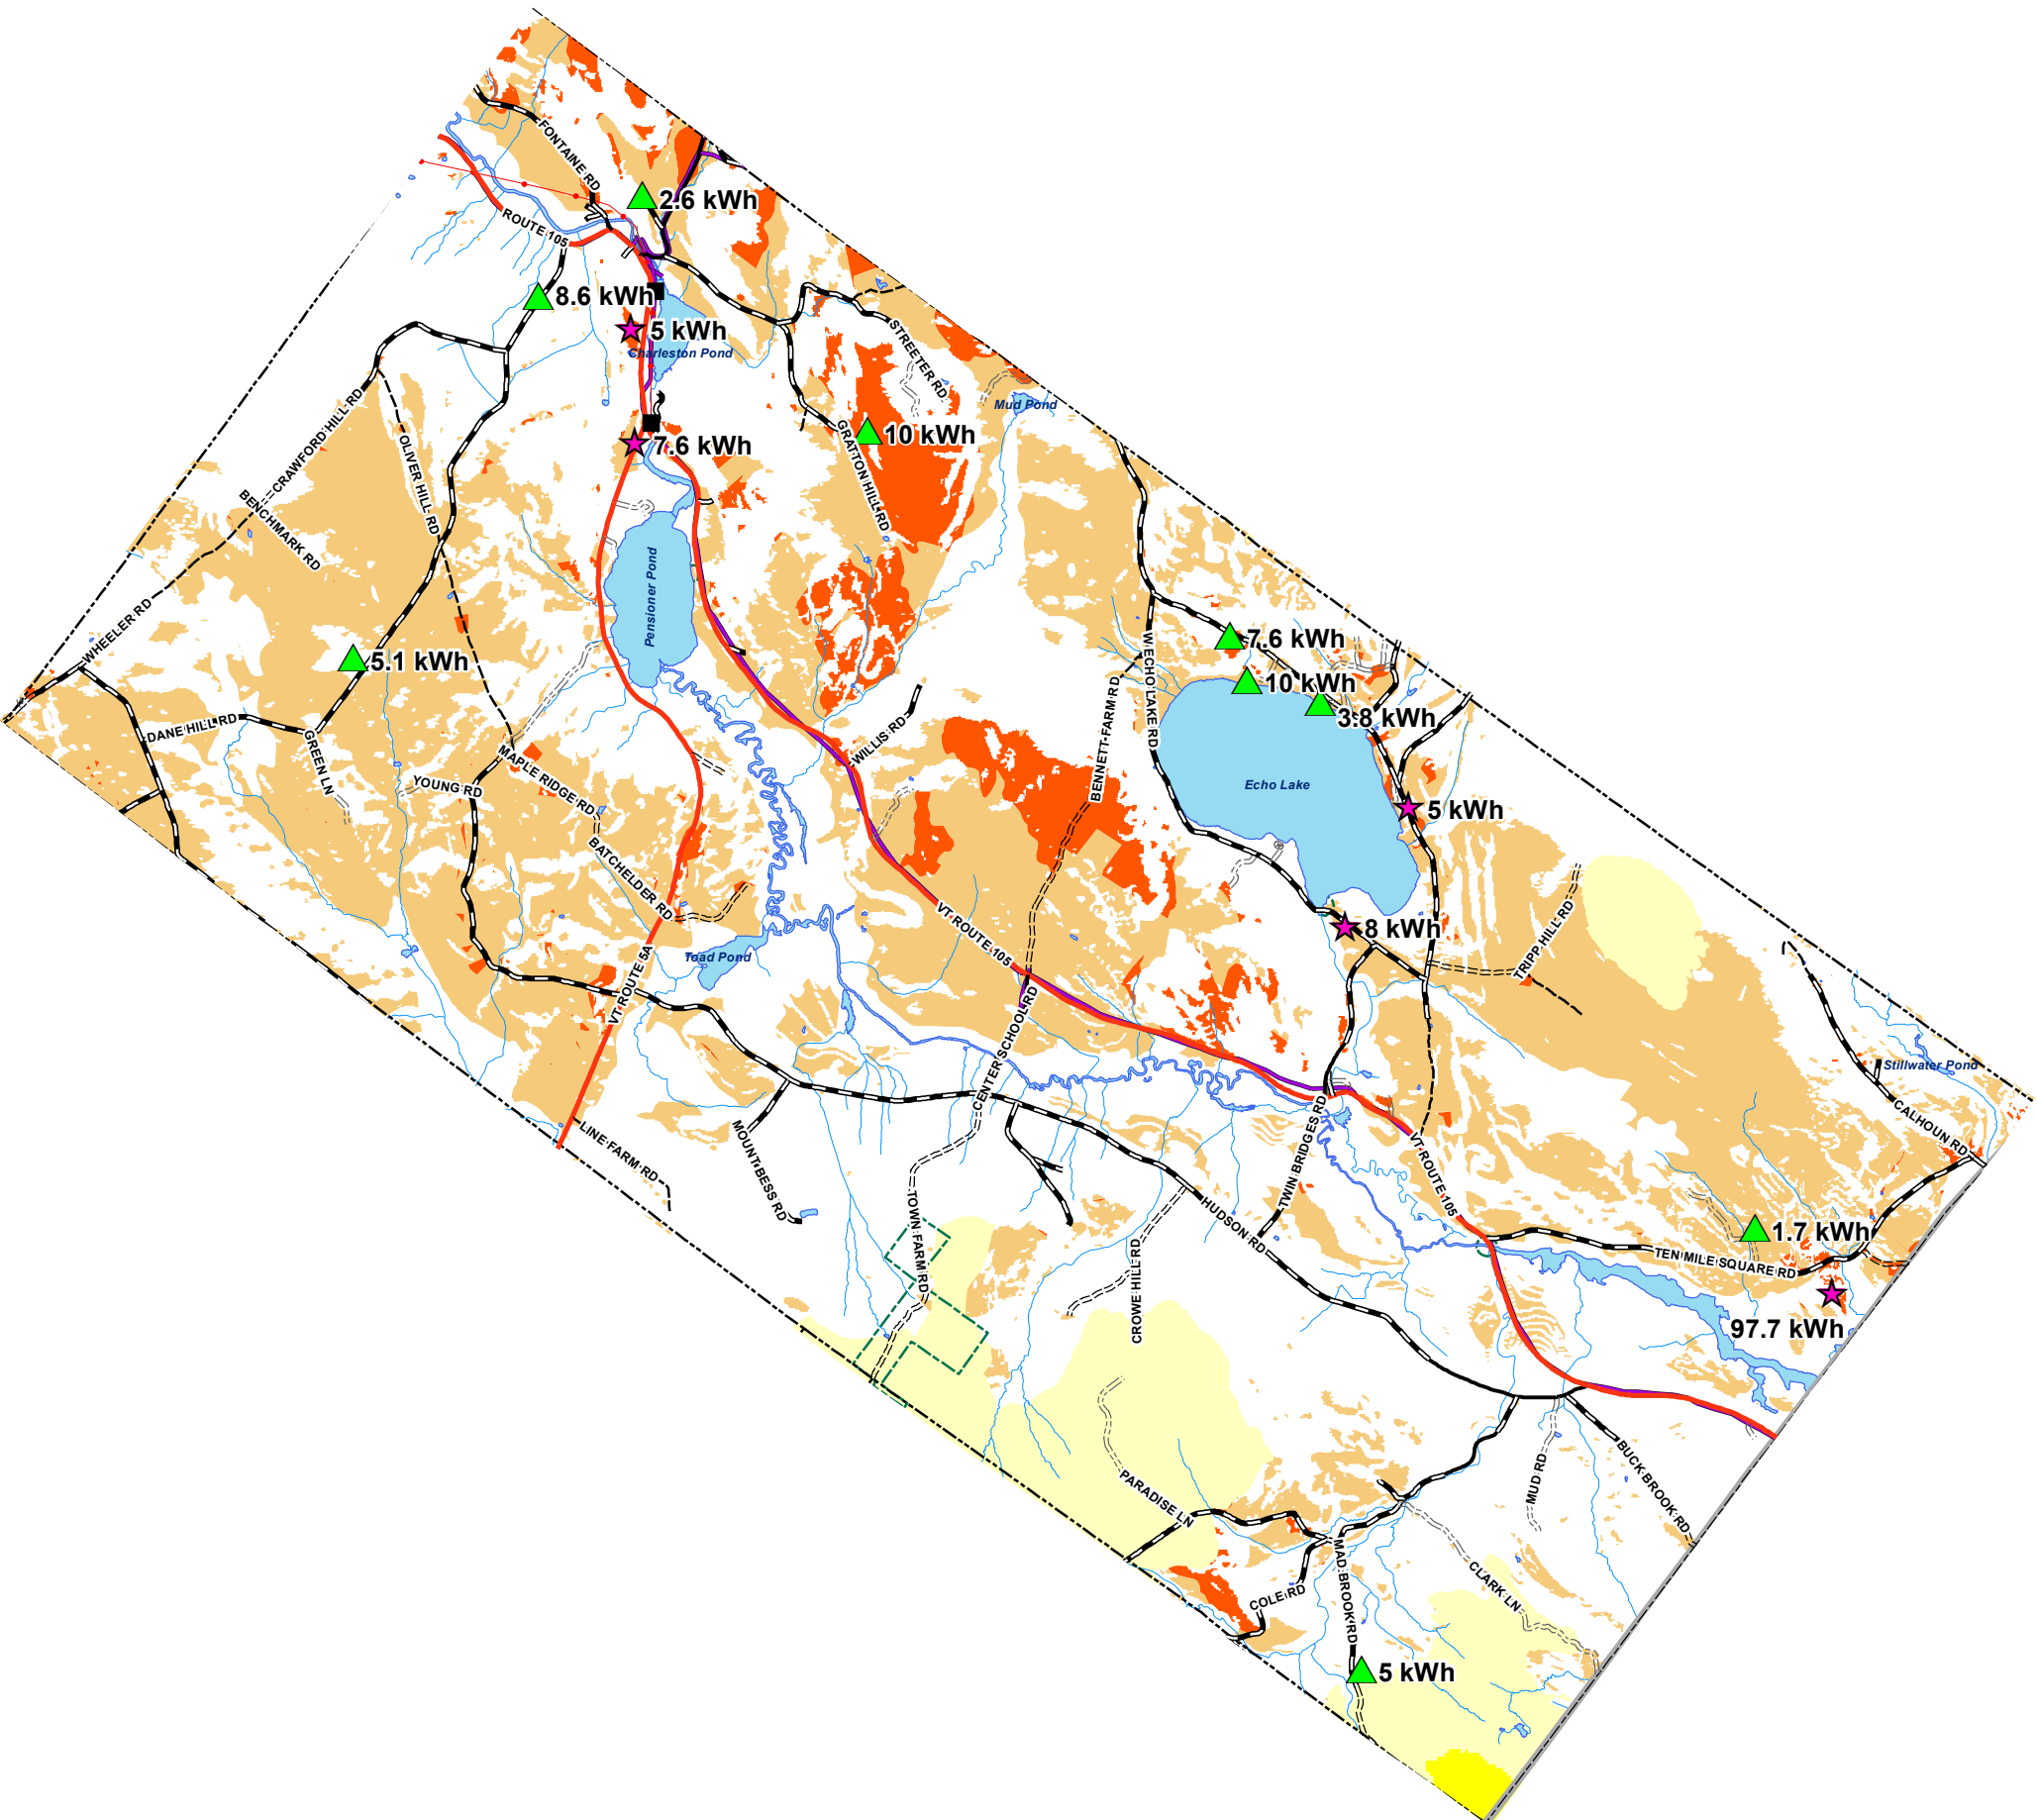 FONTAINE RD
2.6 kWh
ROUTE 105
8.6 kWh
5 kWh
Charleston Pond
STREETER RD
Mud Pond
CRAWFORD HILL RD
OLIVER HILL RD
10 kWh
GRATTON HILL RD
7.6 kWh
BENCHMARK RD
Pensioner Pond
WHEELER RD
5.1 kWh
W ECHO LAKE RD
7.6 kWh
10 kWh
3.8 kWh
BENNETT FARM RD
DANE HILL RD
GREEN LN
WILLIS RD
MAPLE RIDGE RD
YOUNG RD
Echo Lake
5 kWh
BATCHELDER RD
VT ROUTE 105
8 kWh
TRIPP HILL RD
Toad Pond
VT ROUTE 5A
CENTER SCHOOL RD
Stillwater Pond
CALHOUN RD
LINE FARM RD
MOUNT BESS RD
TWIN BRIDGES RD
VT ROUTE 105
TOWN FARM RD
HUDSON RD
CROWE HILL RD
1.7 kWh
TEN MILE SQUARE RD
97.7 kWh
PARADISE LN
MUD RD
BUCK BROOK RD
COLE RD
MAD BROOK RD
CLARK LN
5 kWh